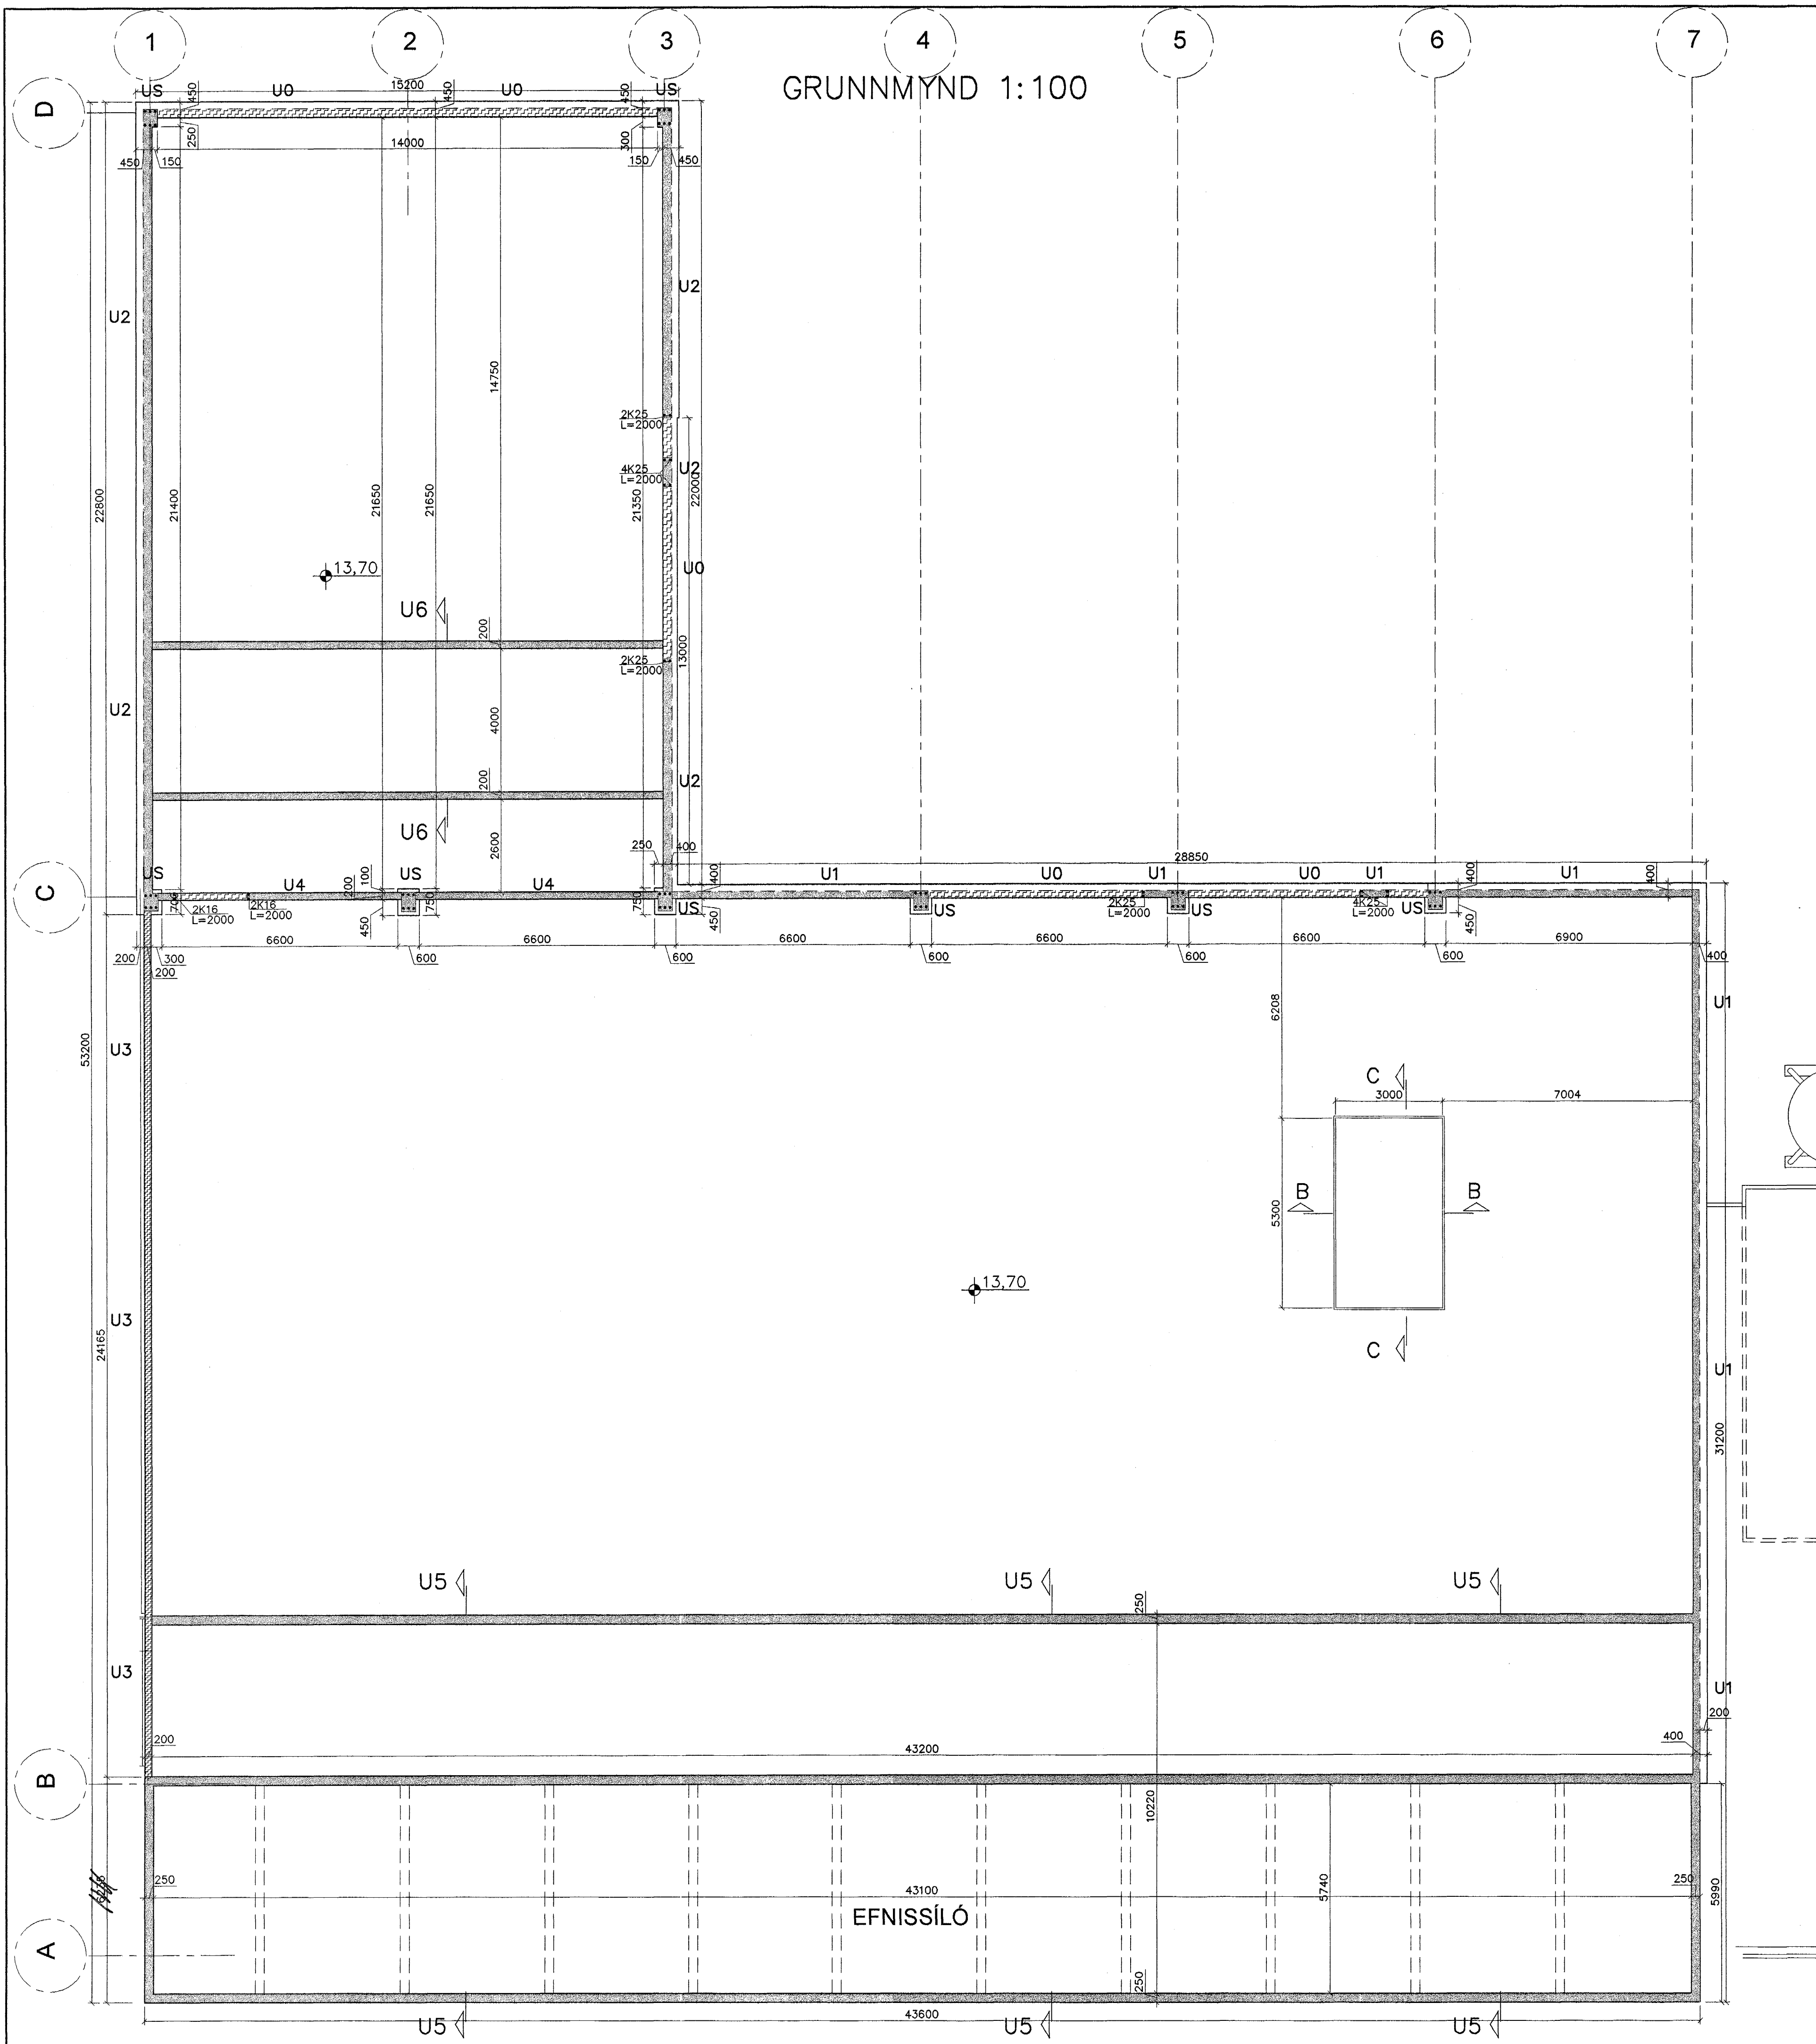 1
2
3
4
5
6
7
GRUNNMYND 1:100
D
US
450
U0
15200
U0
450
450
US
250
14000
300
450
150
150
450
U2
U2
14750
2K25
L=2000
4K25
L=2000
U2
22800
21400
21650
21650
21350
22000
13,70
U0
U6
200
2K25
L=2000
13000
U2
4000
200
U2
U6
2600
250
400
28850
C
US
U4
200
100
US
U4
400
U1
U0
U1
U0
U1
U1
400
400
700
2K16
L=2000
2K16
L=2000
450
750
750
US
450
US
2K25
L=2000
US
4K25
L=2000
US
450
6600
6600
6600
6600
6600
6900
200
300
200
600
600
600
600
600
400
6208
U1
53200
U3
C
3000
7004
B
B
5300
13,70
U3
24165
C
U1
31200
U5
U5
U5
250
U3
U1
200
200
43200
400
B
10220
250
43100
5740
250
5990
EFNISSÍLÓ
A
250
43600
U5
U5
U5